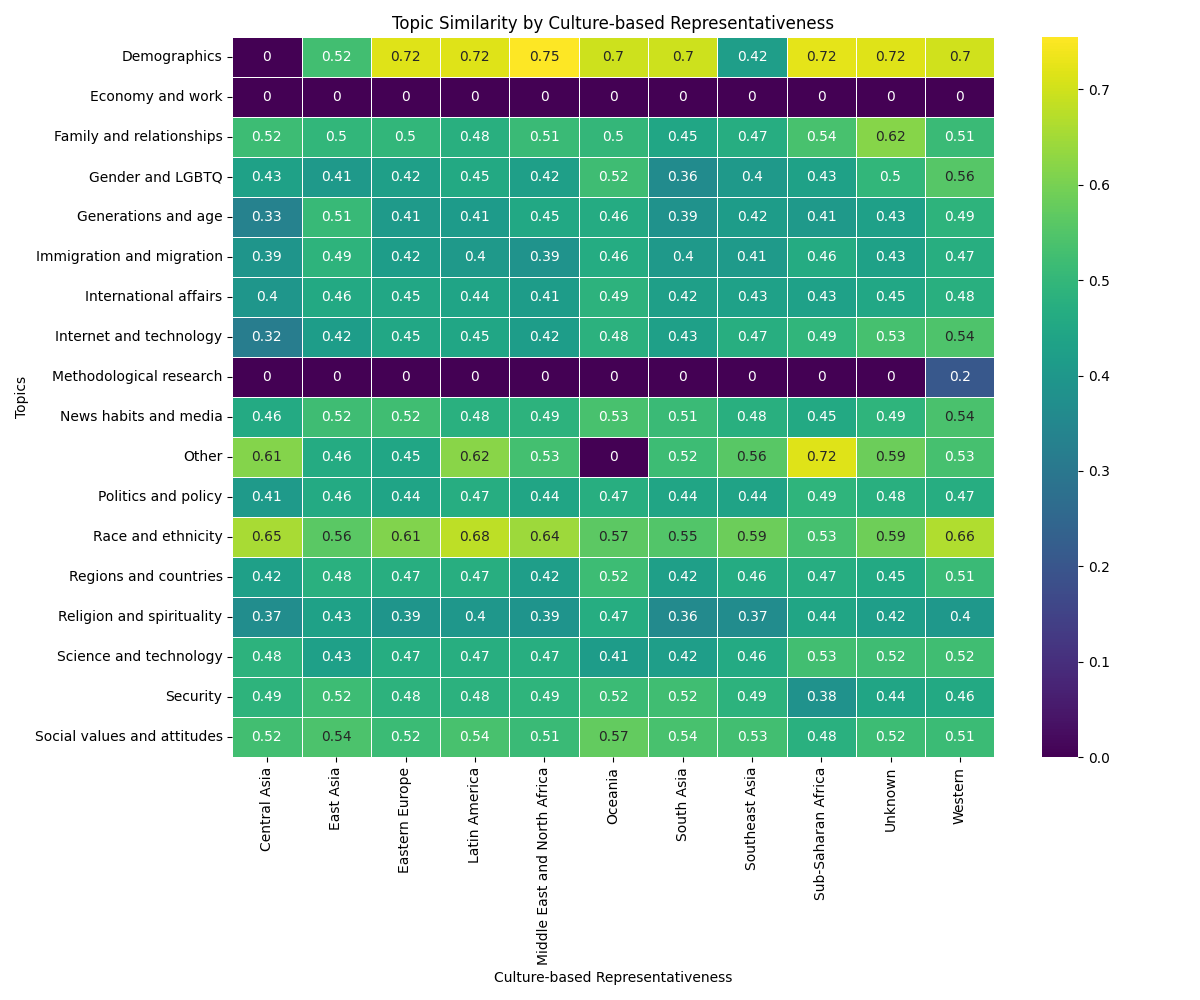 Topic Similarity by Culture-based Representativeness
Demographics 0 0.52 0.72 0.72 0.75 0.7 0.7 0.42 0.72 0.72 0.7
Economy and work 0 0 0 0 0 0 0 0 0 0 0
Family and relationships 0.52 0.5 0.5 0.48 0.51 0.5 0.45 0.47 0.54 0.62 0.51
Gender and LGBTQ 0.43 0.41 0.42 0.45 0.42 0.52 0.36 0.4 0.43 0.5 0.56
Generations and age 0.33 0.51 0.41 0.41 0.45 0.46 0.39 0.42 0.41 0.43 0.49
Immigration and migration 0.39 0.49 0.42 0.4 0.39 0.46 0.4 0.41 0.46 0.43 0.47
International affairs 0.4 0.46 0.45 0.44 0.41 0.49 0.42 0.43 0.43 0.45 0.48
Internet and technology 0.32 0.42 0.45 0.45 0.42 0.48 0.43 0.47 0.49 0.53 0.54
Methodological research 0 0 0 0 0 0 0 0 0 0 0.2
News habits and media 0.46 0.52 0.52 0.48 0.49 0.53 0.51 0.48 0.45 0.49 0.54
Other 0.61 0.46 0.45 0.62 0.53 0 0.52 0.56 0.72 0.59 0.53
Politics and policy 0.41 0.46 0.44 0.47 0.44 0.47 0.44 0.44 0.49 0.48 0.47
Race and ethnicity 0.65 0.56 0.61 0.68 0.64 0.57 0.55 0.59 0.53 0.59 0.66
Regions and countries 0.42 0.48 0.47 0.47 0.42 0.52 0.42 0.46 0.47 0.45 0.51
Religion and spirituality 0.37 0.43 0.39 0.4 0.39 0.47 0.36 0.37 0.44 0.42 0.4
Science and technology 0.48 0.43 0.47 0.47 0.47 0.41 0.42 0.46 0.53 0.52 0.52
Security 0.49 0.52 0.48 0.48 0.49 0.52 0.52 0.49 0.38 0.44 0.46
Social values and attitudes 0.52 0.54 0.52 0.54 0.51 0.57 0.54 0.53 0.48 0.52 0.51
Topics
Central Asia
East Asia
Eastern Europe
Latin America
Middle East and North Africa
Oceania
South Asia
Southeast Asia
Sub-Saharan Africa
Unknown
Western
Culture-based Representativeness
0.7
0.6
0.5
0.4
0.3
0.2
0.1
0.0